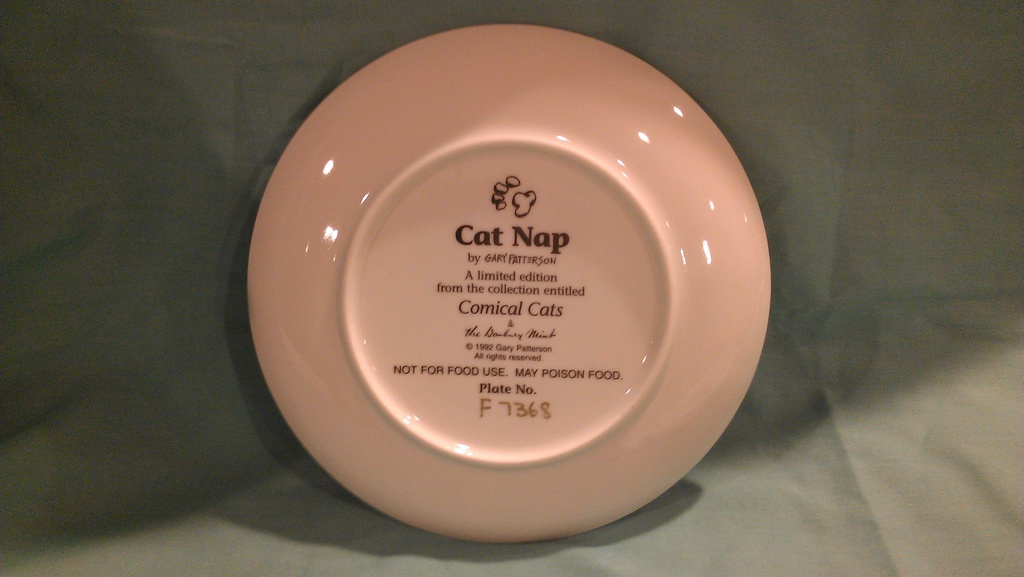 Cat Nap
by GARY PATTERSON
A limited edition
from the collection entitled
Comical Cats
the Danbury Mint
© 1992 Gary Patterson
All rights reserved
NOT FOR FOOD USE. MAY POISON FOOD.
Plate No.
F 7368